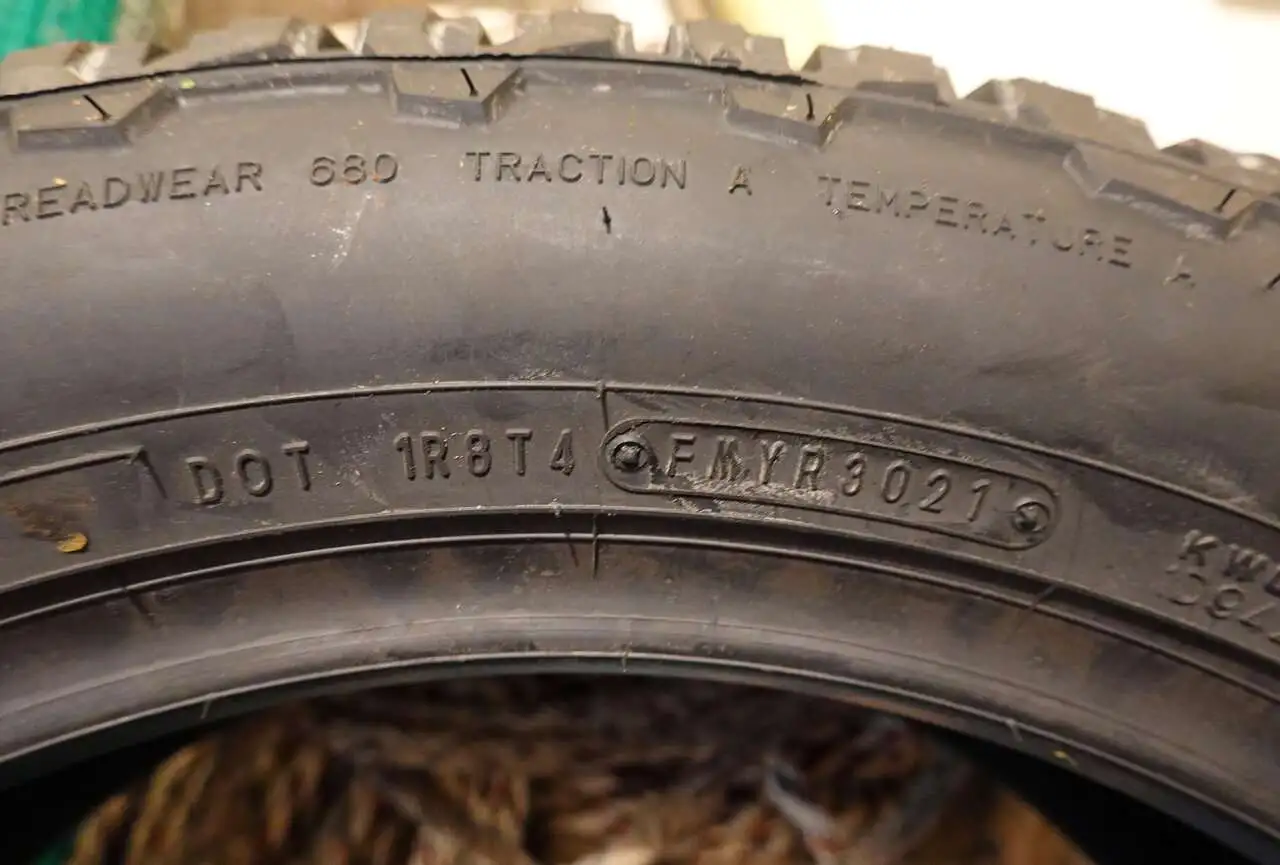 READWEAR 680 TRACTION A TEMPERATURE A
DOT 1R8T4 FMYR3021